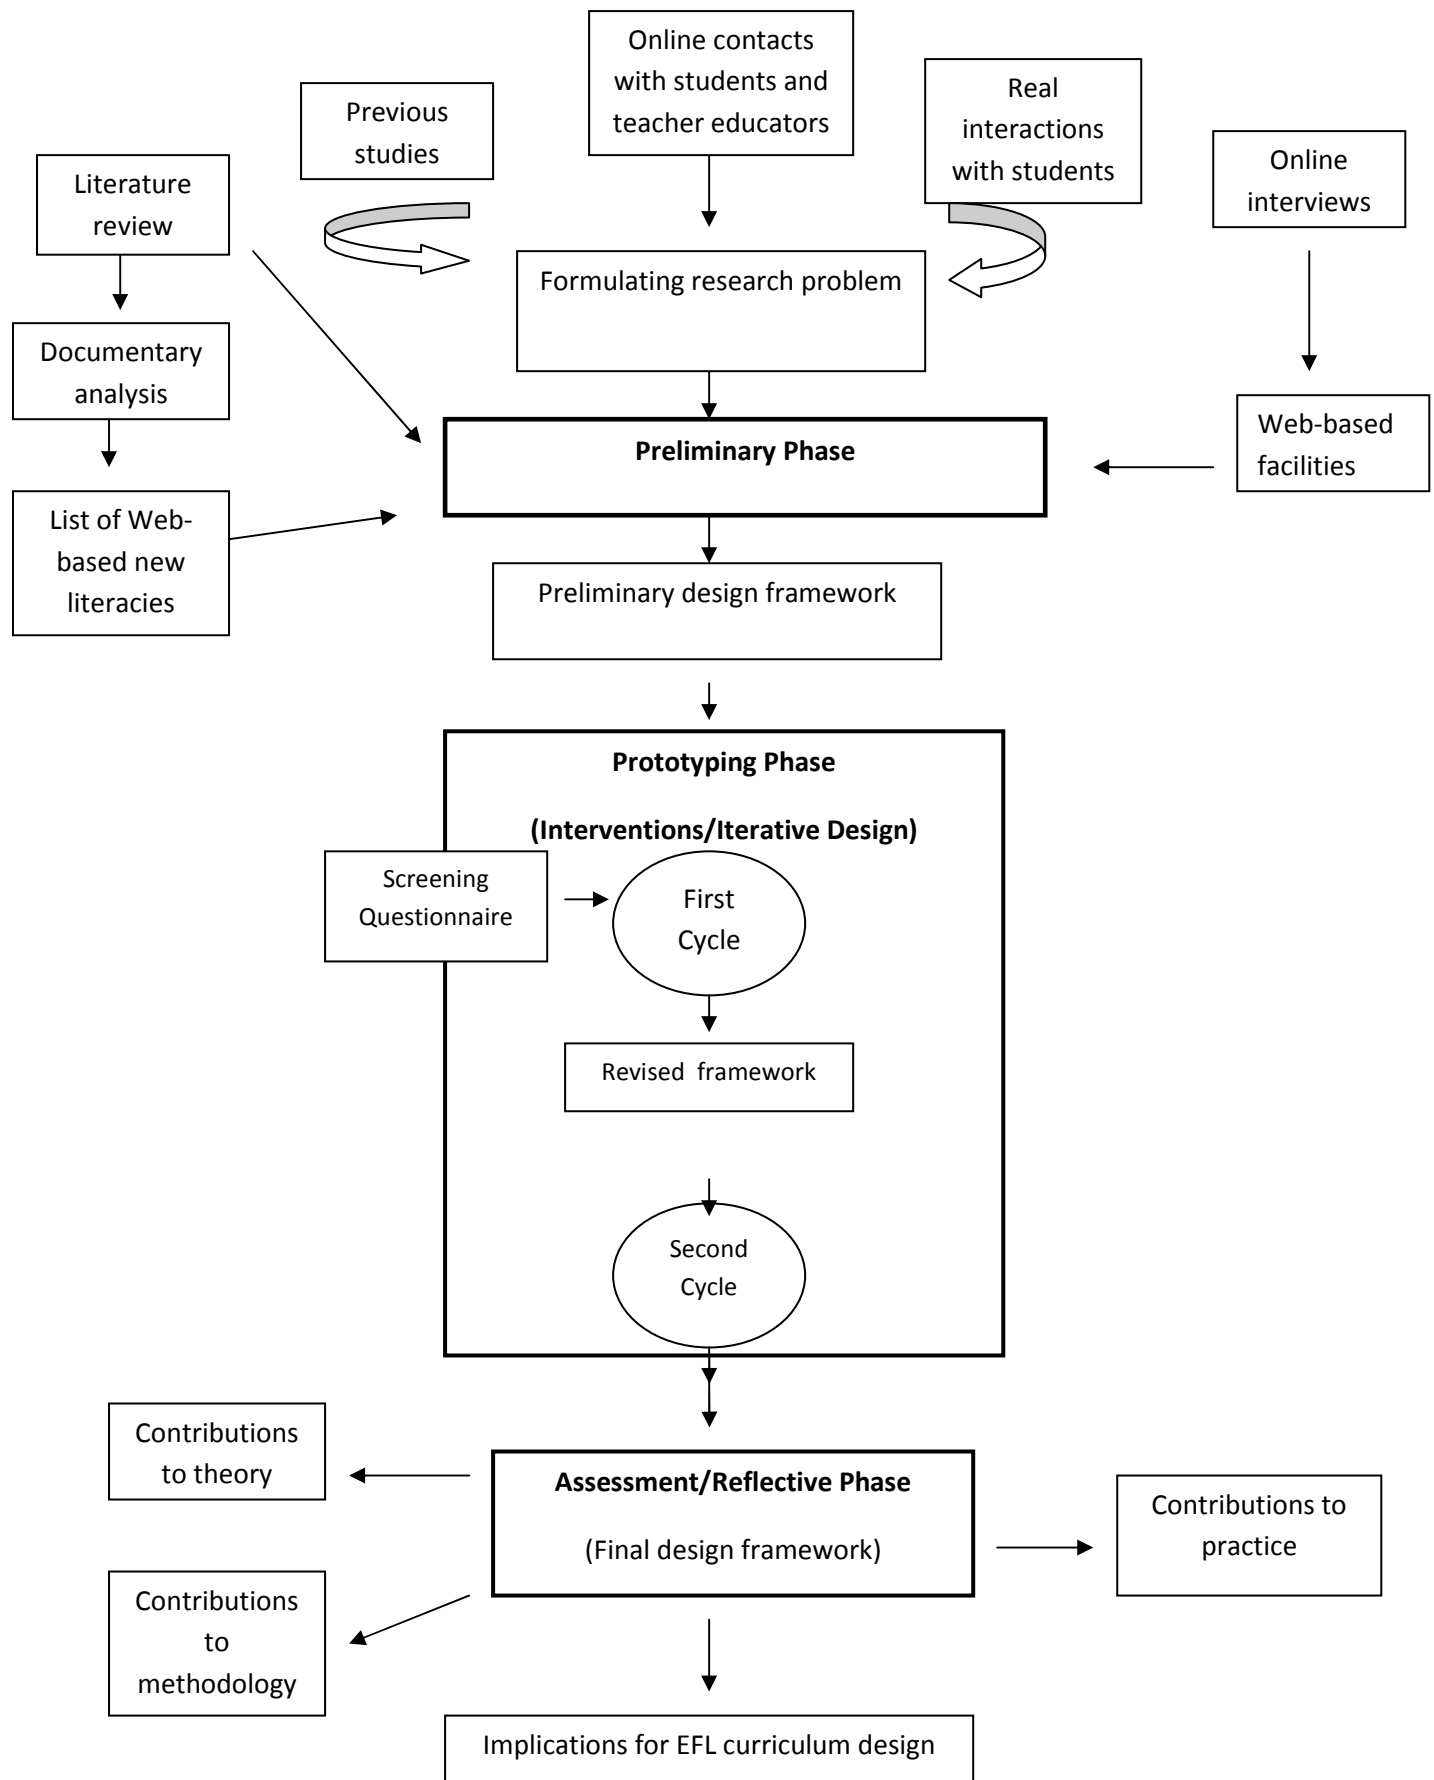 Online contacts
with students and
teacher educators
Previous
studies
Real
interactions
with students
Literature
review
Online
interviews
Formulating research problem
Documentary
analysis
Web-based
facilities
Preliminary Phase
List of Web-
based new
literacies
Preliminary design framework
Prototyping Phase
(Interventions/Iterative Design)
Screening
Questionnaire
First
Cycle
Revised  framework
Second
Cycle
Contributions
to theory
Assessment/Reflective Phase
(Final design framework)
Contributions to
practice
Contributions
to
methodology
Implications for EFL curriculum design